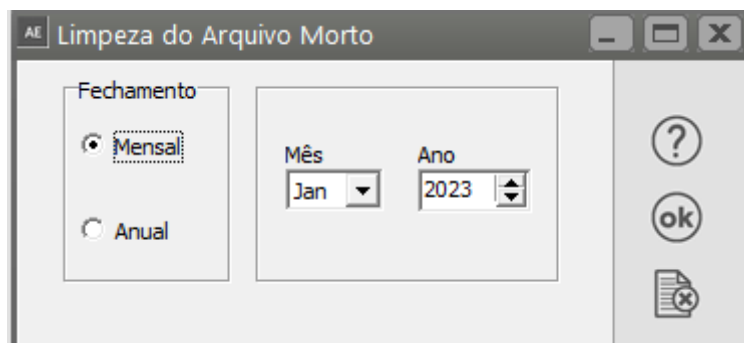 AE Limpeza do Arquivo Morto
Fechamento
Mensal
Anual
Mês
Jan
Ano
2023
?
ok